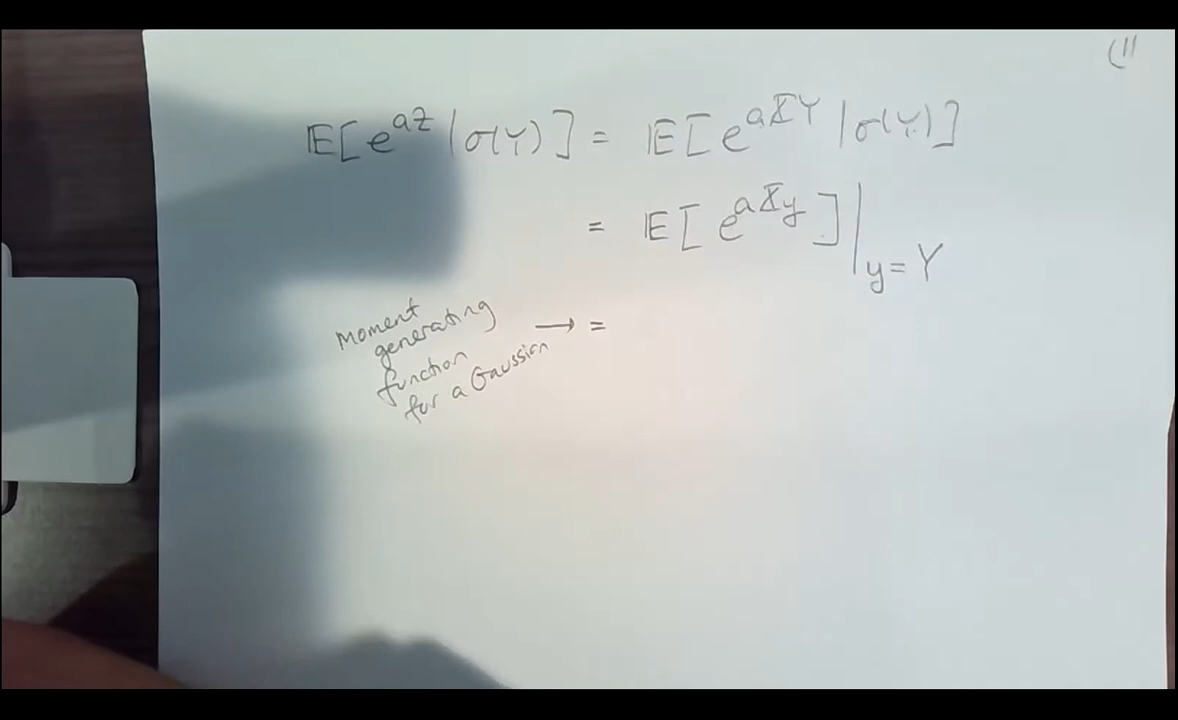 (11
𝔼[e^{aZ} | σ(Y)] = 𝔼[e^{aXY} | σ(Y)]
= 𝔼[e^{aXy}]|_{y=Y}
Moment
generating
function
for a Gaussian → =